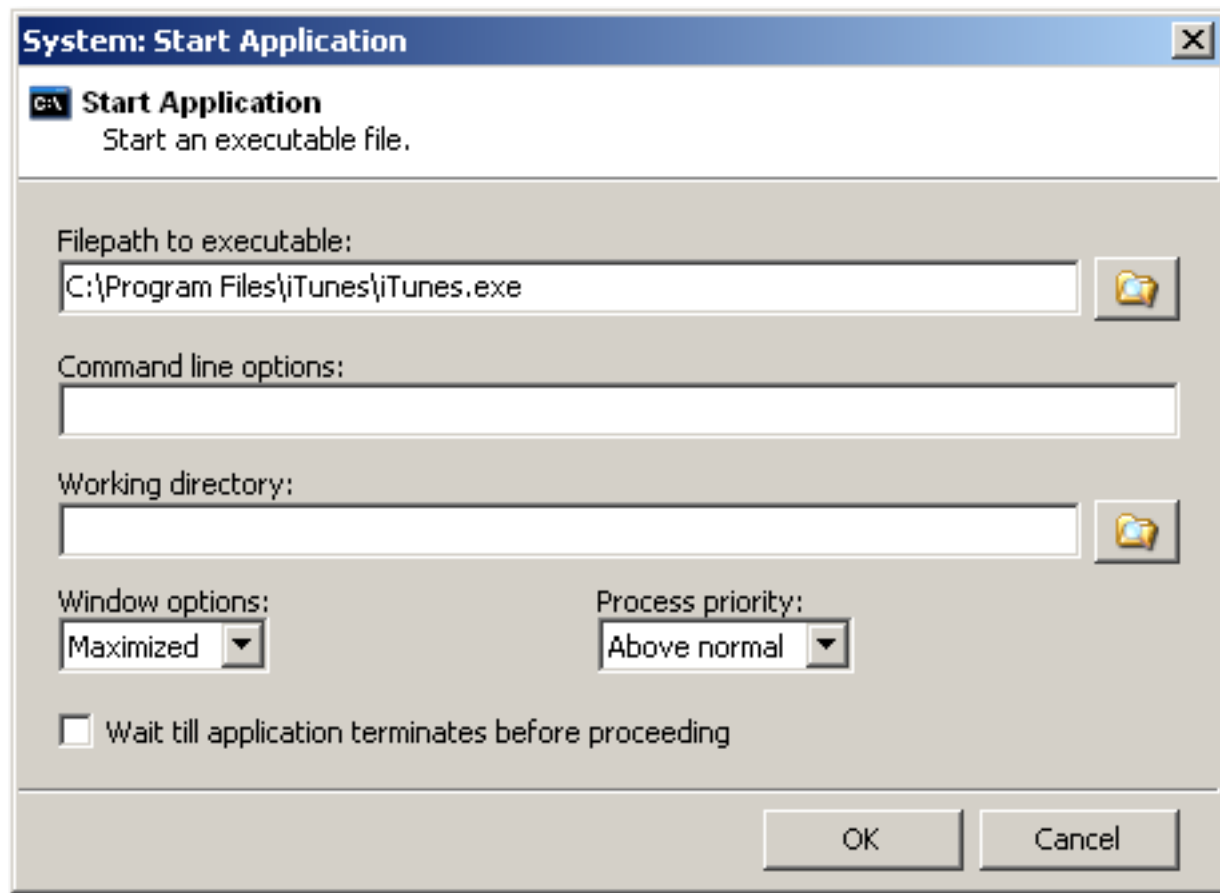 System: Start Application
C:\ Start Application
Start an executable file.
Filepath to executable:
C:\Program Files\iTunes\iTunes.exe
Command line options:
Working directory:
Window options: Process priority:
Maximized Above normal
Wait till application terminates before proceeding
OK Cancel